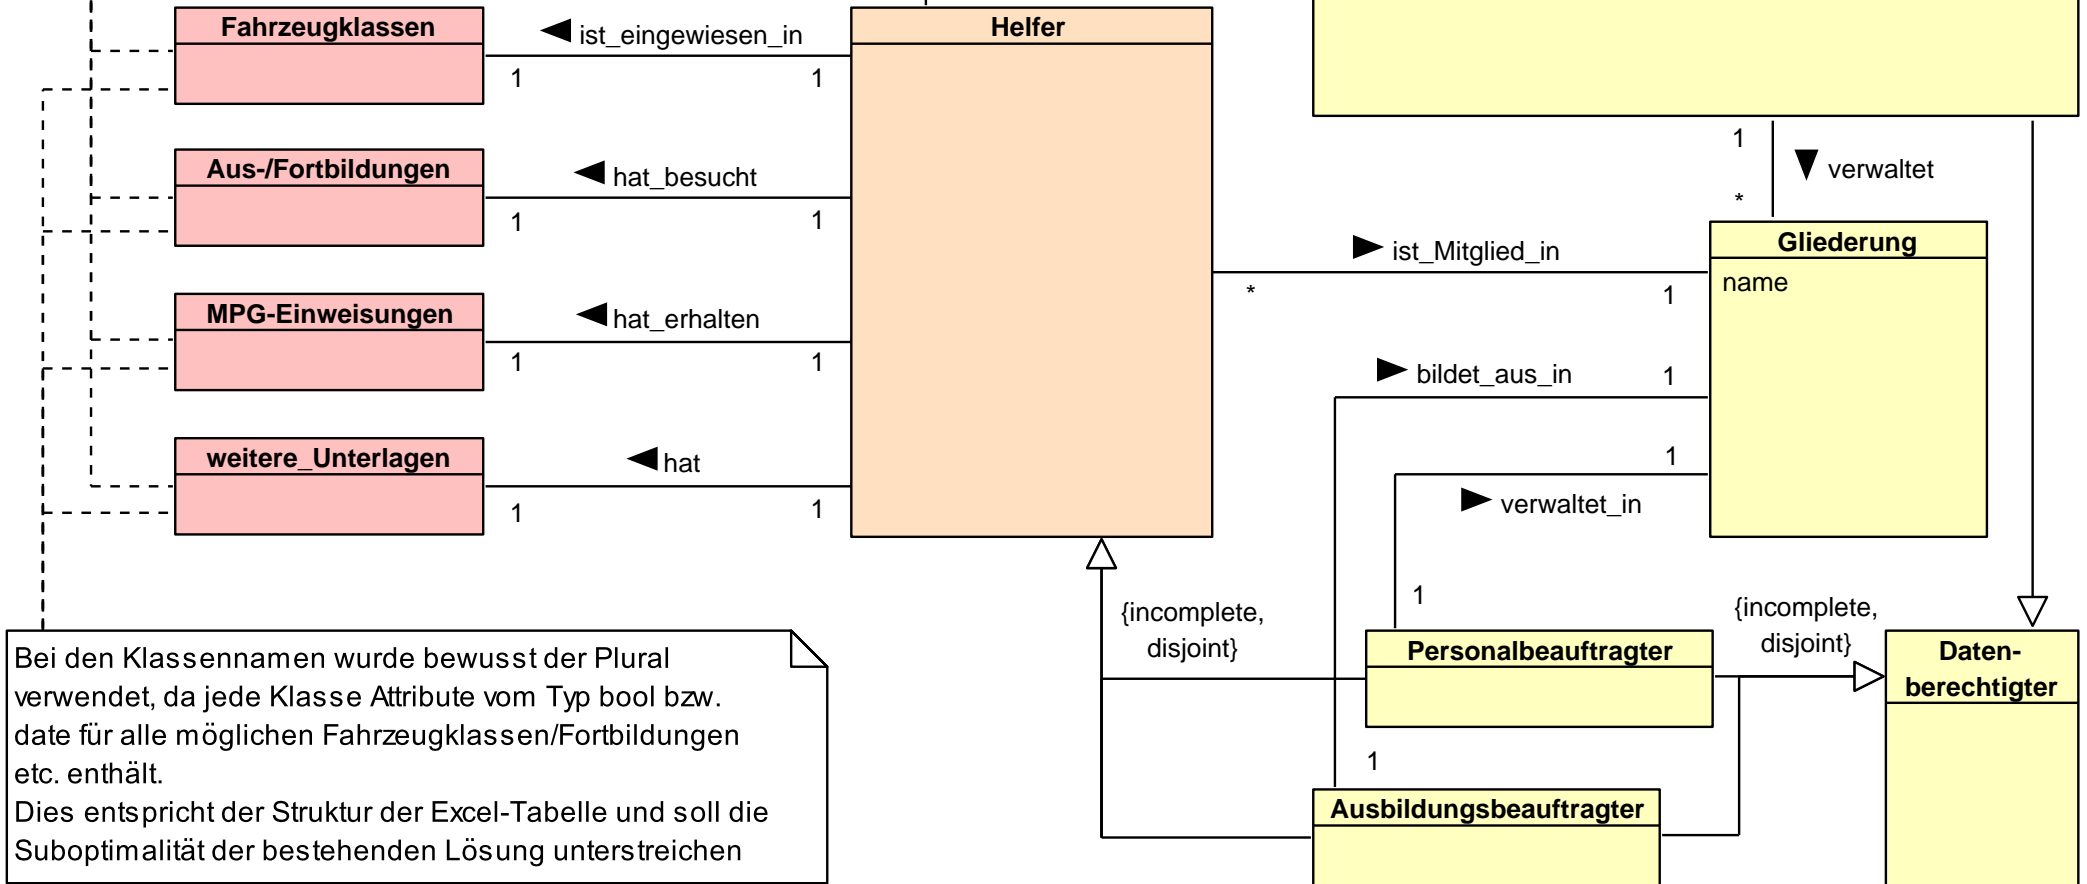 Fahrzeugklassen
ist_eingewiesen_in
1
1
Helfer
Aus-/Fortbildungen
hat_besucht
1
1
MPG-Einweisungen
hat_erhalten
1
1
weitere_Unterlagen
hat
1
1
1
verwaltet
*
Gliederung
name
ist_Mitglied_in
*
1
bildet_aus_in
1
1
verwaltet_in
1
{incomplete,
disjoint}
{incomplete,
disjoint}
Personalbeauftragter
Daten-
berechtigter
1
Ausbildungsbeauftragter
Bei den Klassennamen wurde bewusst der Plural
verwendet, da jede Klasse Attribute vom Typ bool bzw.
date für alle möglichen Fahrzeugklassen/Fortbildungen
etc. enthält.
Dies entspricht der Struktur der Excel-Tabelle und soll die
Suboptimalität der bestehenden Lösung unterstreichen